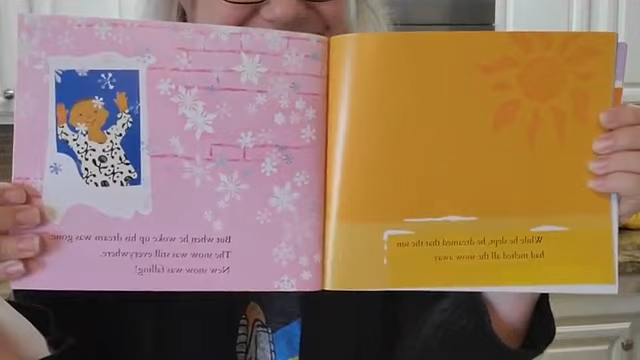 While he slept, he dreamed that the sun
had melted all the snow away.
But when he woke up his dream was gone.
The snow was still everywhere.
New snow was falling!